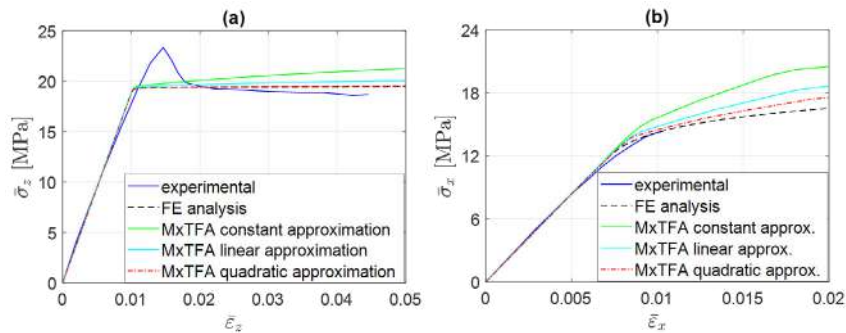 (a)
25
20
15
10
5
0
σ̄z [MPa]
experimental
FE analysis
MxTFA constant approximation
MxTFA linear approximation
MxTFA quadratic approximation
0 0.01 0.02 0.03 0.04 0.05
ε̄z
(b)
24
18
12
6
0
σ̄x [MPa]
experimental
FE analysis
MxTFA constant approx.
MxTFA linear approx.
MxTFA quadratic approx.
0 0.005 0.01 0.015 0.02
ε̄x